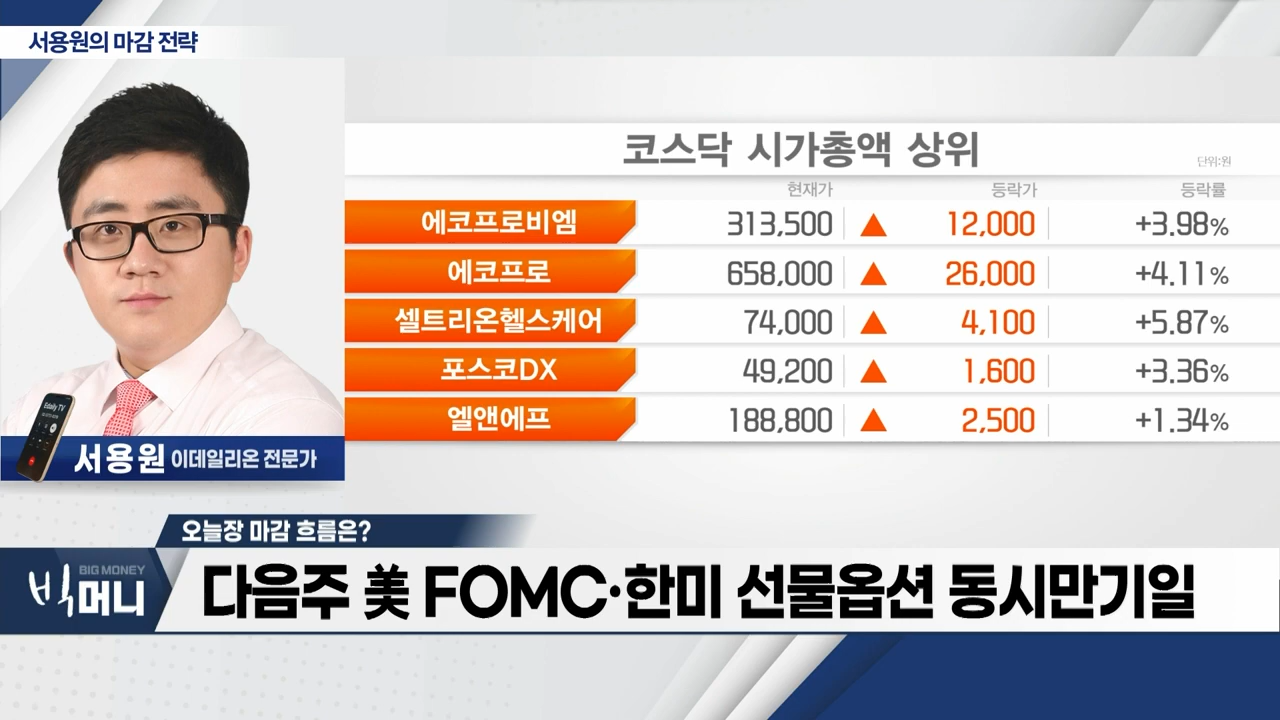 서용원의 마감 전략
코스닥 시가총액 상위
단위:원
현재가 등락가 등락률
에코프로비엠 313,500 ▲ 12,000 +3.98%
에코프로 658,000 ▲ 26,000 +4.11%
셀트리온헬스케어 74,000 ▲ 4,100 +5.87%
포스코DX 49,200 ▲ 1,600 +3.36%
엘앤에프 188,800 ▲ 2,500 +1.34%
Edaily TV
서용원 이데일리온 전문가
오늘장 마감 흐름은?
BIG MONEY
빅머니
다음주 美 FOMC·한미 선물옵션 동시만기일